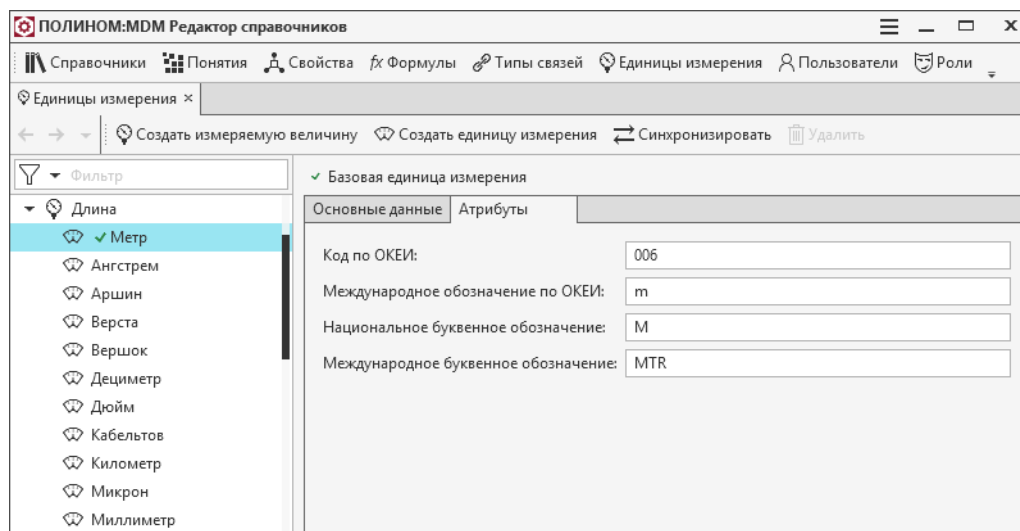 ПОЛИНОМ:MDM Редактор справочников
Справочники Понятия Свойства fx Формулы Типы связей Единицы измерения Пользователи Роли
Единицы измерения ×
Создать измеряемую величину Создать единицу измерения Синхронизировать Удалить
Фильтр
Базовая единица измерения
Длина
Основные данные Атрибуты
Метр
Код по ОКЕИ: 006
Ангстрем
Международное обозначение по ОКЕИ: m
Аршин
Верста
Национальное буквенное обозначение: М
Вершок
Международное буквенное обозначение: MTR
Дециметр
Дюйм
Кабельтов
Километр
Микрон
Миллиметр